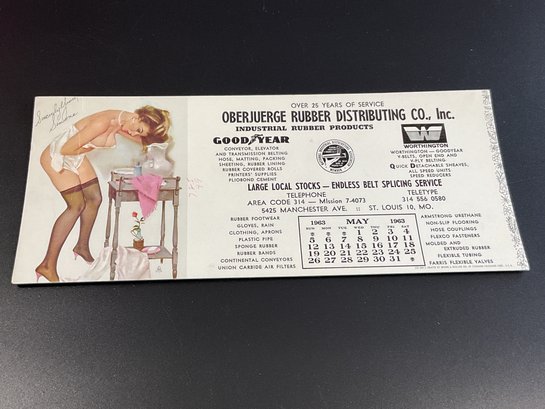 Simone
OVER 25 YEARS OF SERVICE
OBERJUERGE RUBBER DISTRIBUTING CO., Inc.
INDUSTRIAL RUBBER PRODUCTS
GOODYEAR
CONVEYOR, ELEVATOR
AND TRANSMISSION BELTING
HOSE, MATTING, PACKING
SHEETING, RUBBER LINING
RUBBER COVERED ROLLS
PRINTERS' SUPPLIES
PLIOBOND CEMENT
W
WORTHINGTON
WORTHINGTON — GOODYEAR
V-BELTS, OPEN END AND
V-PLY BELTING
QUICK DETACHABLE SHEAVES,
ALL SPEED UNITS
SPEED REDUCERS
LARGE LOCAL STOCKS — ENDLESS BELT SPLICING SERVICE
TELEPHONE
AREA CODE 314 — MIssion 7-4073
TELETYPE
314 556 0580
5425 MANCHESTER AVE. :: ST. LOUIS 10, MO.
RUBBER FOOTWEAR
GLOVES, RAIN
CLOTHING, APRONS
PLASTIC PIPE
SPONGE RUBBER
RUBBER BANDS
CONTINENTAL CONVEYORS
UNION CARBIDE AIR FILTERS
1963 MAY 1963
SUN MON TUE WED THU FRI SAT
1 2 3 4
5 6 7 8 9 10 11
12 13 14 15 16 17 18
19 20 21 22 23 24 25
26 27 28 29 30 31
ARMSTRONG URETHANE
NON-SLIP FLOORING
HOSE COUPLINGS
FLEXCO FASTENERS
MOLDED AND
EXTRUDED RUBBER
FLEXIBLE TUBING
FARRIS FLEXIBLE VALVES